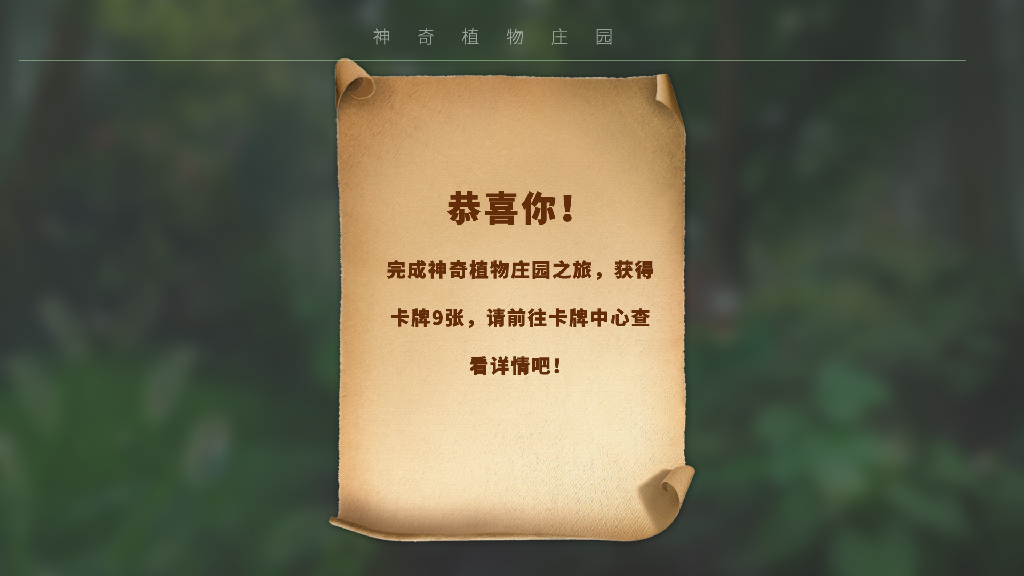 神奇植物庄园
恭喜你！
完成神奇植物庄园之旅，获得
卡牌9张，请前往卡牌中心查
看详情吧！